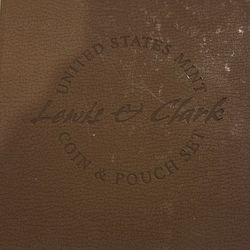 UNITED STATES MINT
Lewis & Clark
COIN & POUCH SET